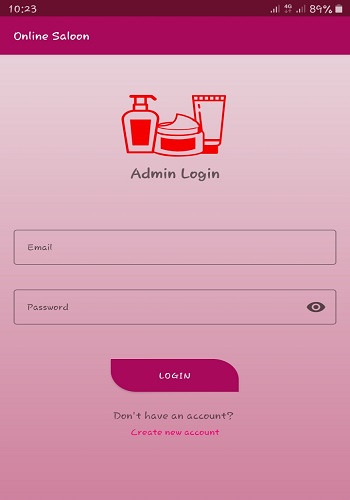 10:23
4G
89%
Online Saloon
Admin Login
Email
Password
LOGIN
Don't have an account?
Create new account